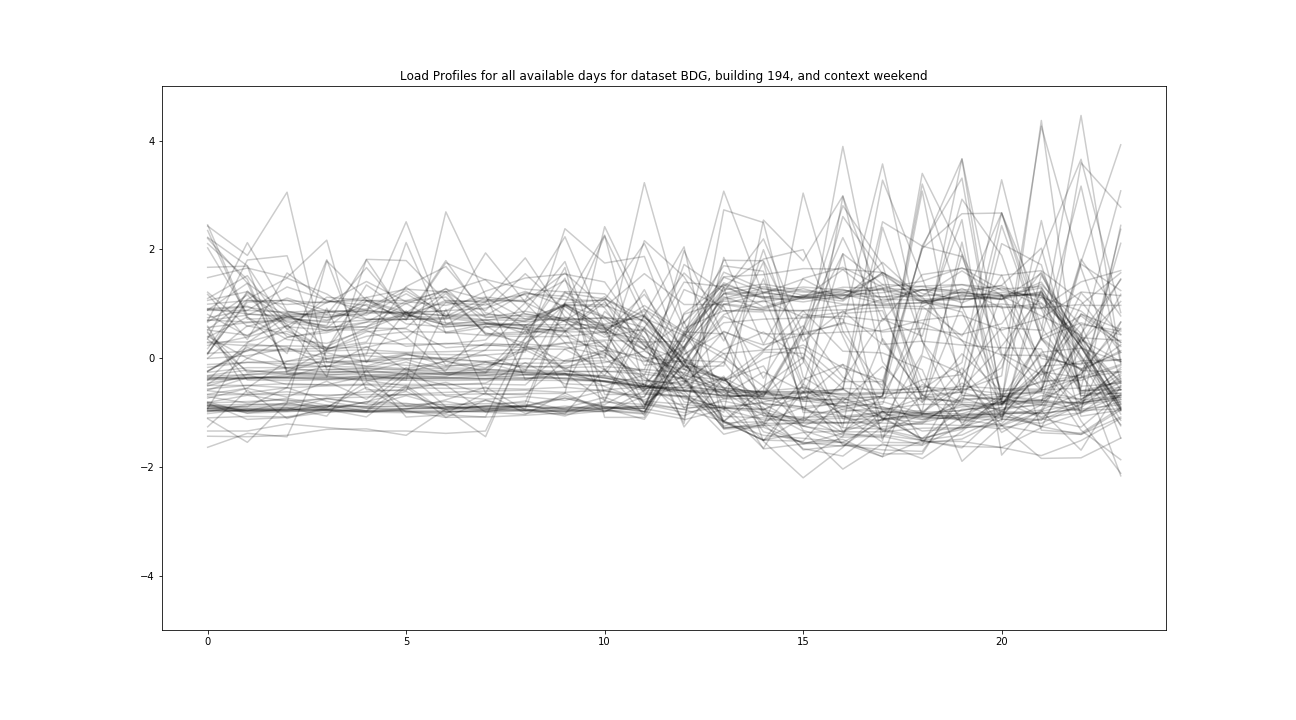 Load Profiles for all available days for dataset BDG, building 194, and context weekend
4
2
0
−2
−4
0 5 10 15 20